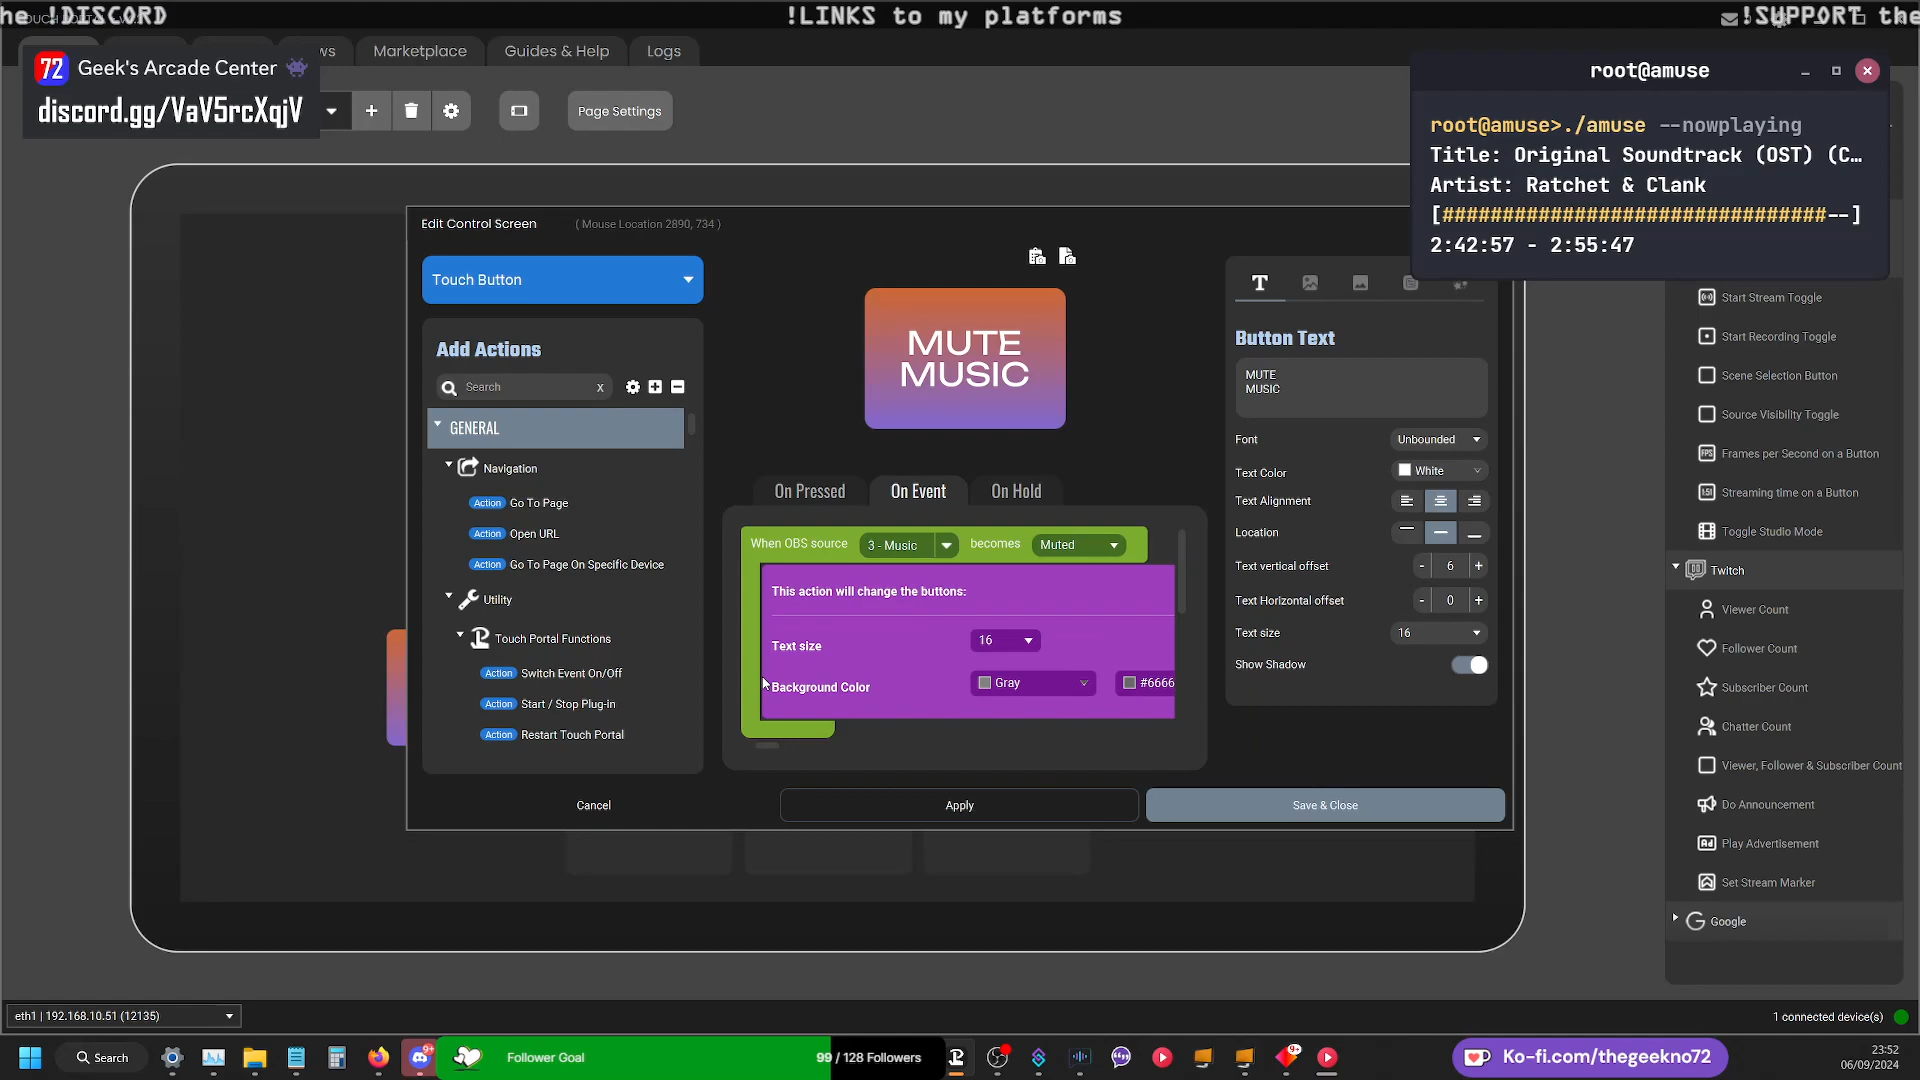 he !DISCORD
!LINKS to my platforms
!SUPPORT the
72 Geek's Arcade Center
discord.gg/VaV5rcXqjV
ws
Marketplace
Guides & Help
Logs
Page Settings
root@amuse
root@amuse>./amuse --nowplaying
Title: Original Soundtrack (OST) (C…
Artist: Ratchet & Clank
[################################--]
2:42:57 - 2:55:47
Edit Control Screen
( Mouse Location 2890, 734 )
Touch Button
Add Actions
Search
x
GENERAL
Navigation
Action Go To Page
Action Open URL
Action Go To Page On Specific Device
Utility
Touch Portal Functions
Action Switch Event On/Off
Action Start / Stop Plug-in
Action Restart Touch Portal
MUTE
MUSIC
On Pressed
On Event
On Hold
When OBS source 3 - Music becomes Muted
This action will change the buttons:
Text size 16
Background Color Gray #6666
Cancel
Apply
Save & Close
T
Button Text
MUTE
MUSIC
Font Unbounded
Text Color White
Text Alignment
Location
Text vertical offset - 6 +
Text Horizontal offset - 0 +
Text size 16
Show Shadow
Start Stream Toggle
Start Recording Toggle
Scene Selection Button
Source Visibility Toggle
FPS Frames per Second on a Button
Streaming time on a Button
Toggle Studio Mode
Twitch
Viewer Count
Follower Count
Subscriber Count
Chatter Count
Viewer, Follower & Subscriber Count
Do Announcement
Ad Play Advertisement
Set Stream Marker
Google
eth1 | 192.168.10.51 (12135)
1 connected device(s)
Search
9+
Follower Goal
99 / 128 Followers
9+
Ko-fi.com/thegeekno72
23:52
06/09/2024